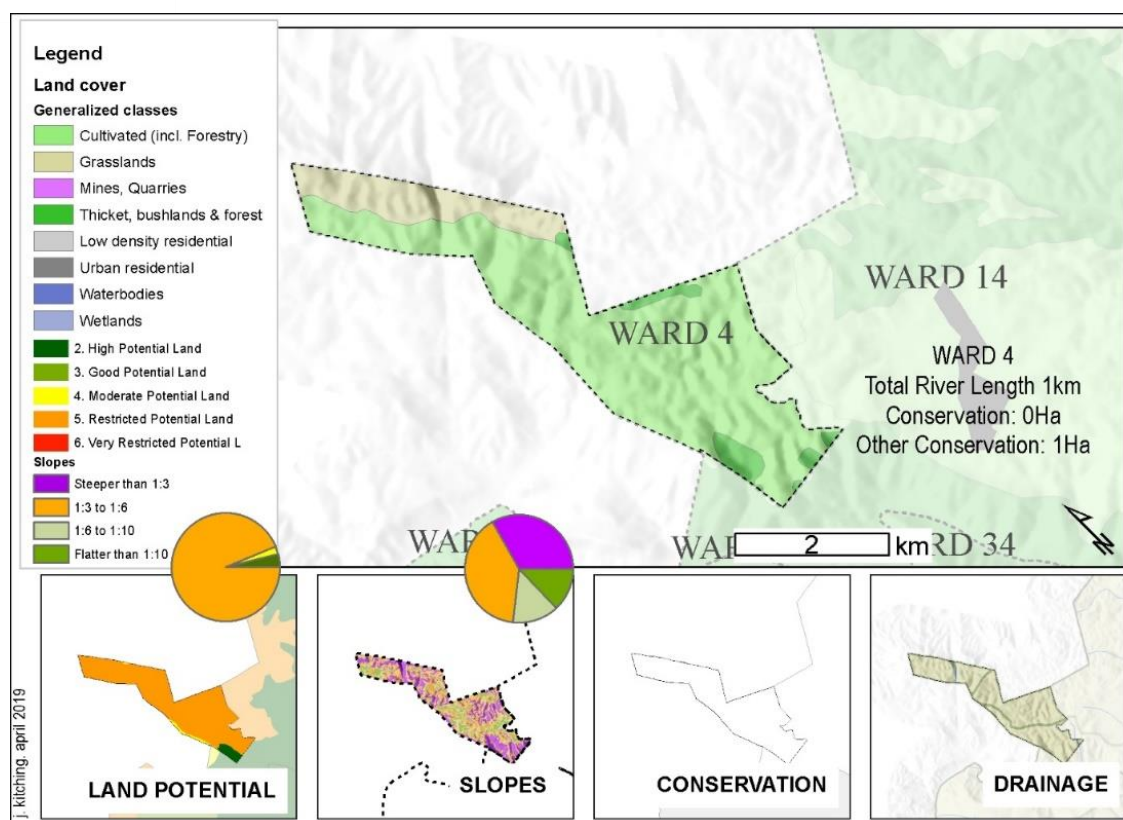 Legend
Land cover
Generalized classes
Cultivated (incl. Forestry)
Grasslands
Mines, Quarries
Thicket, bushlands & forest
Low density residential
Urban residential
Waterbodies
Wetlands
2. High Potential Land
3. Good Potential Land
4. Moderate Potential Land
5. Restricted Potential Land
6. Very Restricted Potential L
Slopes
Steeper than 1:3
1:3 to 1:6
1:6 to 1:10
Flatter than 1:10
WARD 14
WARD 4
WARD 4
Total River Length 1km
Conservation: 0Ha
Other Conservation: 1Ha
N
2 km
RD 34
LAND POTENTIAL
SLOPES
CONSERVATION
DRAINAGE
j. kitching. april 2019